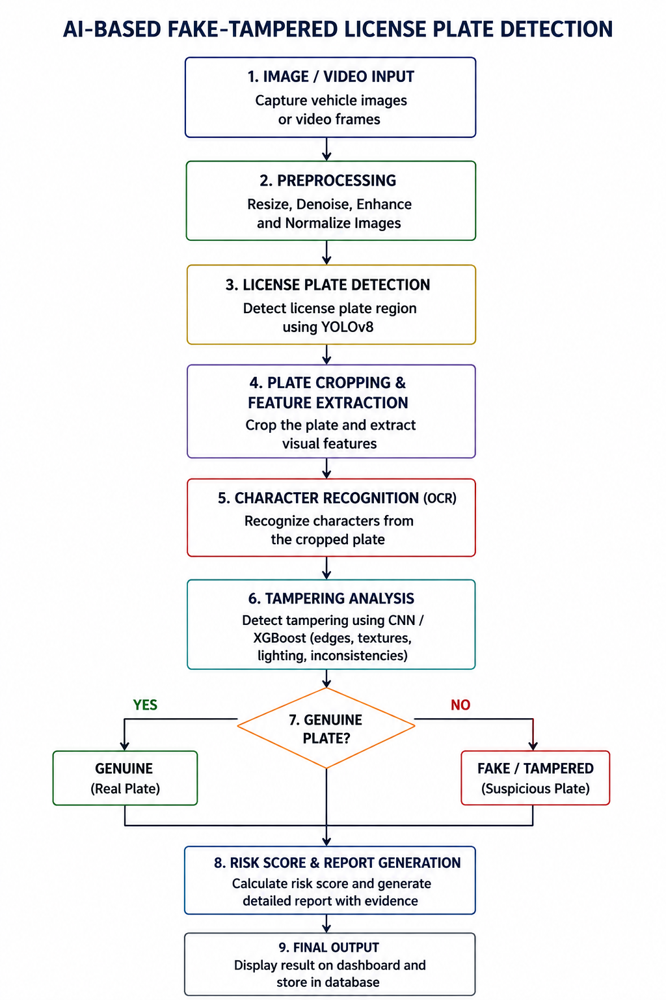 AI-BASED FAKE-TAMPERED LICENSE PLATE DETECTION
1. IMAGE / VIDEO INPUT
Capture vehicle images
or video frames
2. PREPROCESSING
Resize, Denoise, Enhance
and Normalize Images
3. LICENSE PLATE DETECTION
Detect license plate region
using YOLOv8
4. PLATE CROPPING &
FEATURE EXTRACTION
Crop the plate and extract
visual features
5. CHARACTER RECOGNITION (OCR)
Recognize characters from
the cropped plate
6. TAMPERING ANALYSIS
Detect tampering using CNN /
XGBoost (edges, textures,
lighting, inconsistencies)
YES
NO
7. GENUINE
PLATE?
GENUINE
(Real Plate)
FAKE / TAMPERED
(Suspicious Plate)
8. RISK SCORE & REPORT GENERATION
Calculate risk score and generate
detailed report with evidence
9. FINAL OUTPUT
Display result on dashboard and
store in database